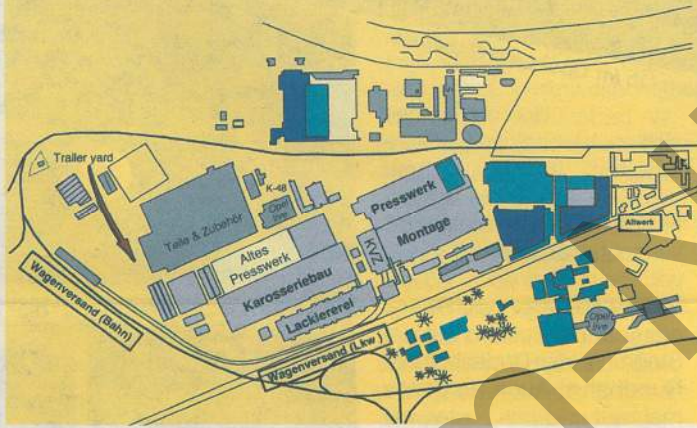 Trailer yard
K-48
Opel
live
Presswerk
Teile & Zubehör
Altes
Presswerk
KVZ
Montage
Altwerk
Karosseriebau
Lackiererei
Wagenversand (Bahn)
Wagenversand (Lkw)
Opel
live